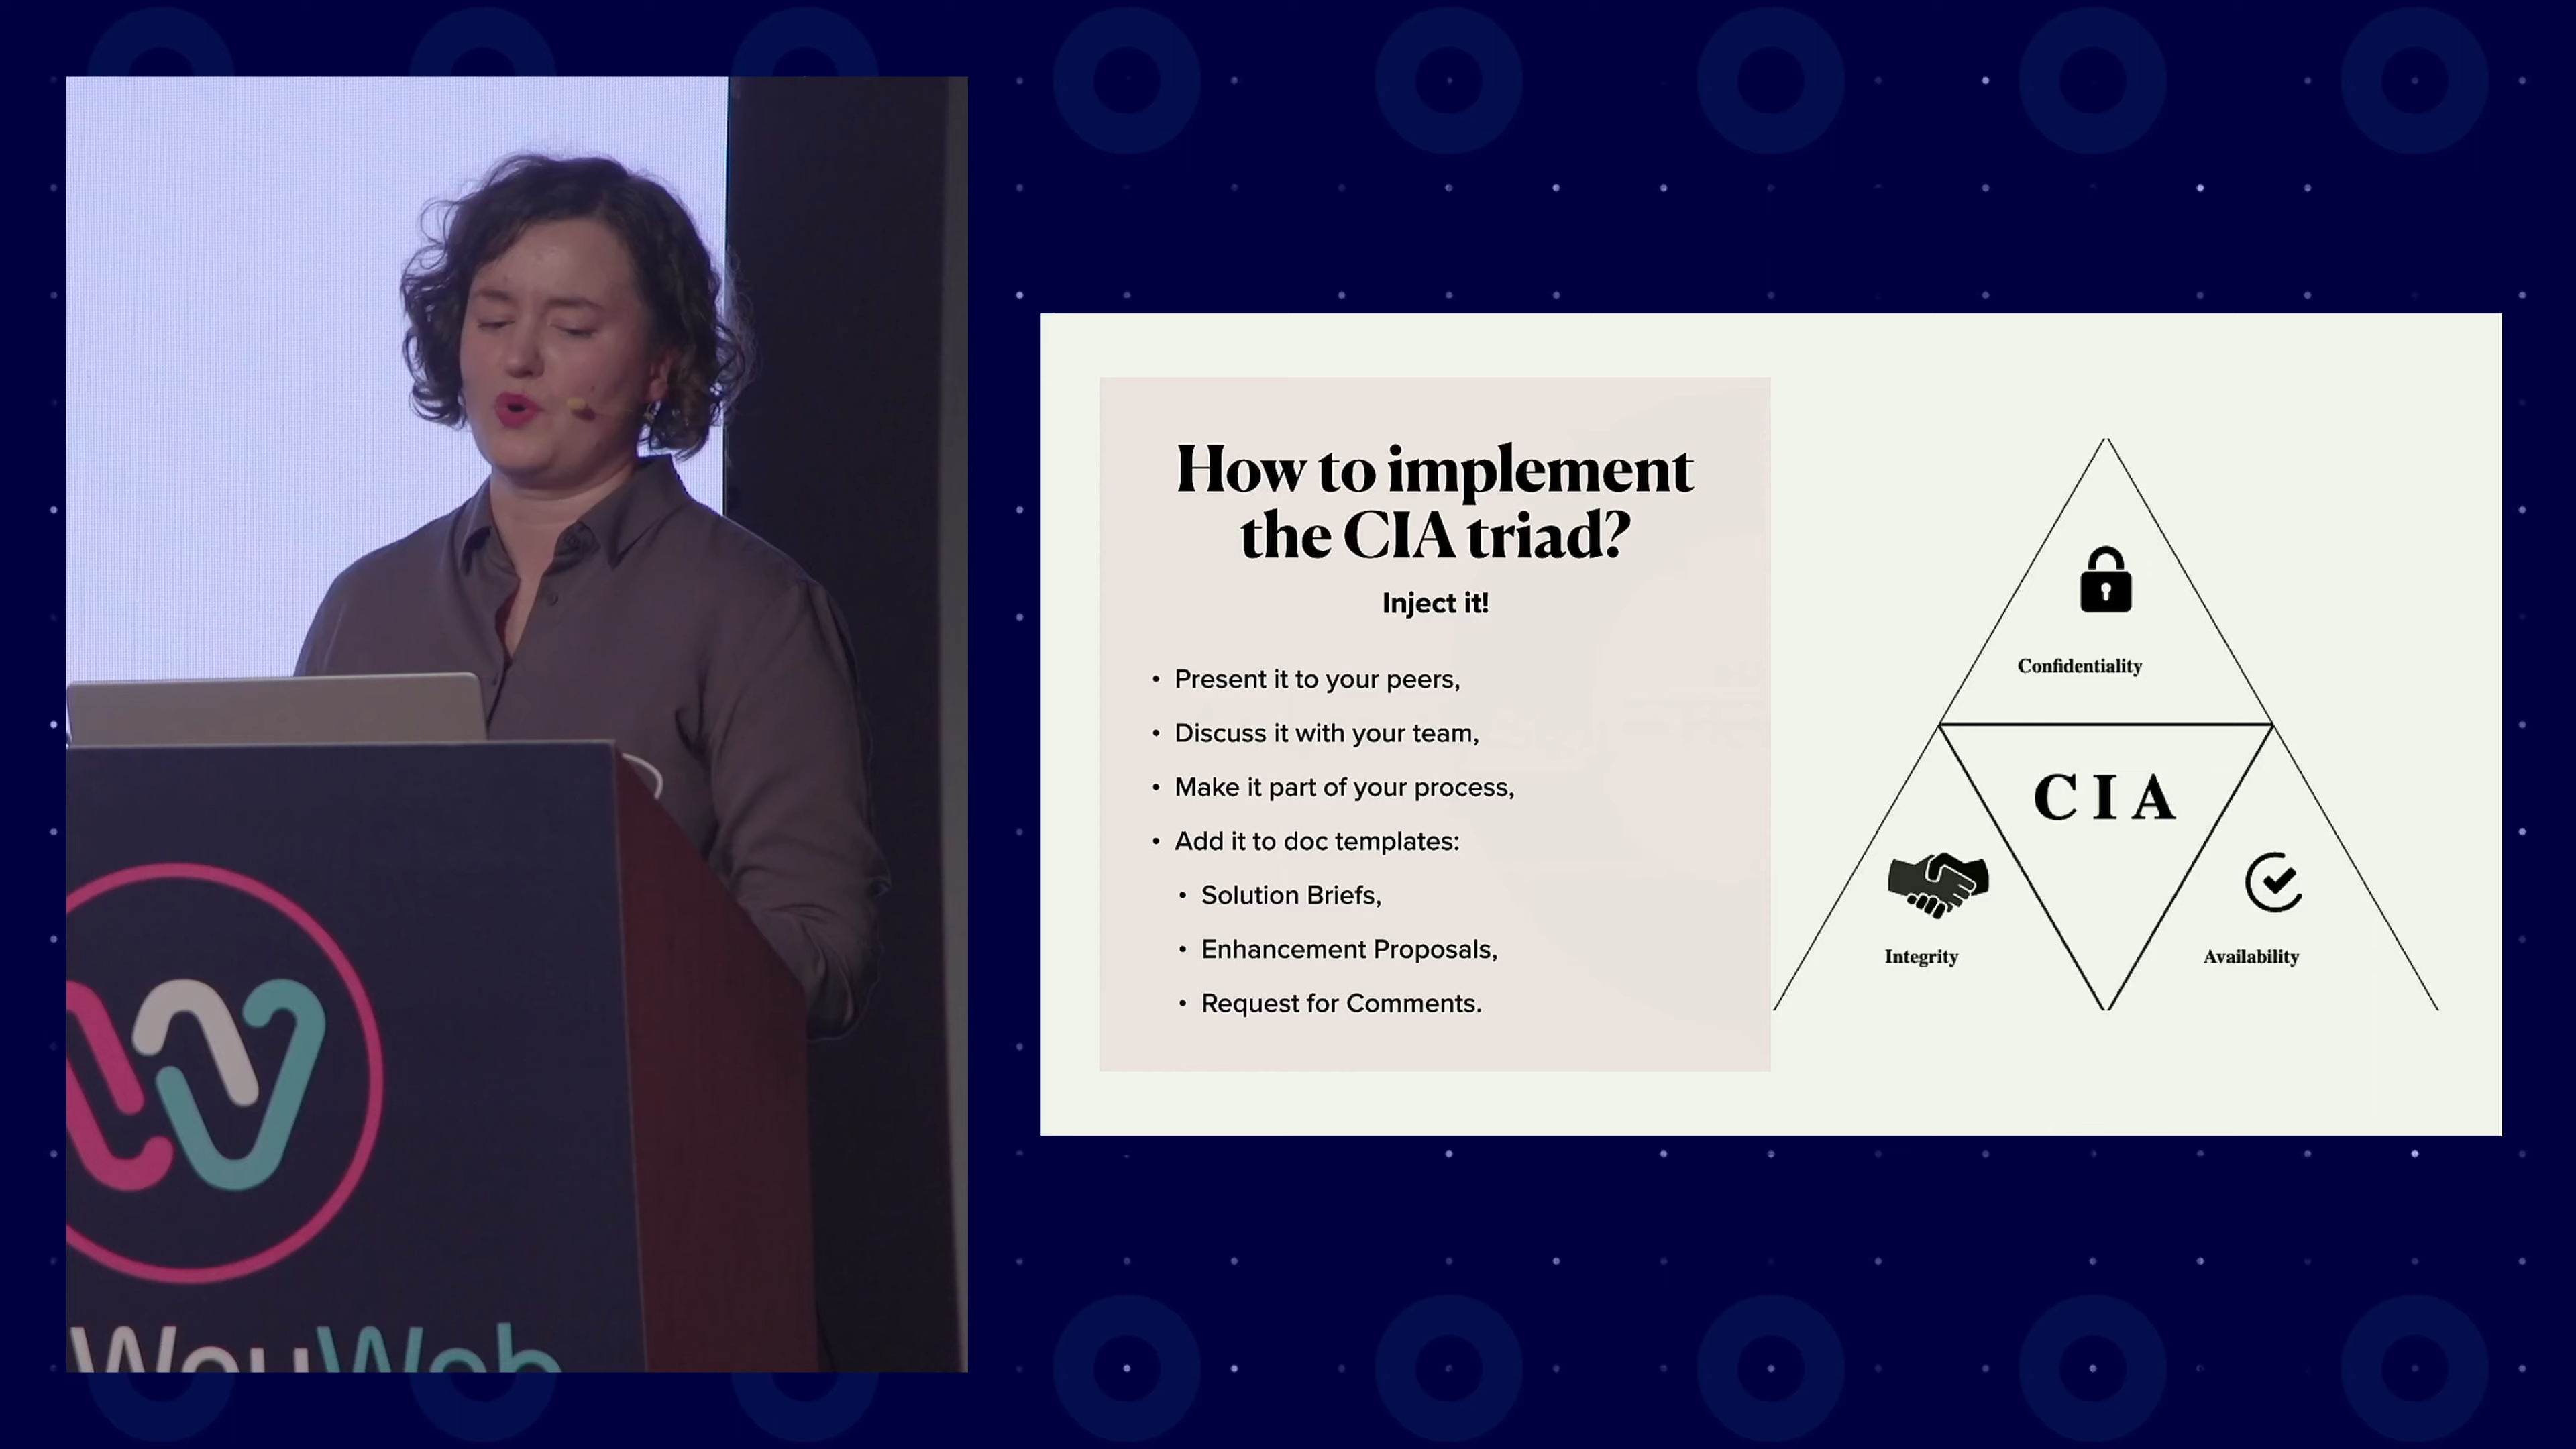 WeyWeb
How to implement
the CIA triad?
Inject it!
• Present it to your peers,
• Discuss it with your team,
• Make it part of your process,
• Add it to doc templates:
• Solution Briefs,
• Enhancement Proposals,
• Request for Comments.
Confidentiality
CIA
Integrity
Availability